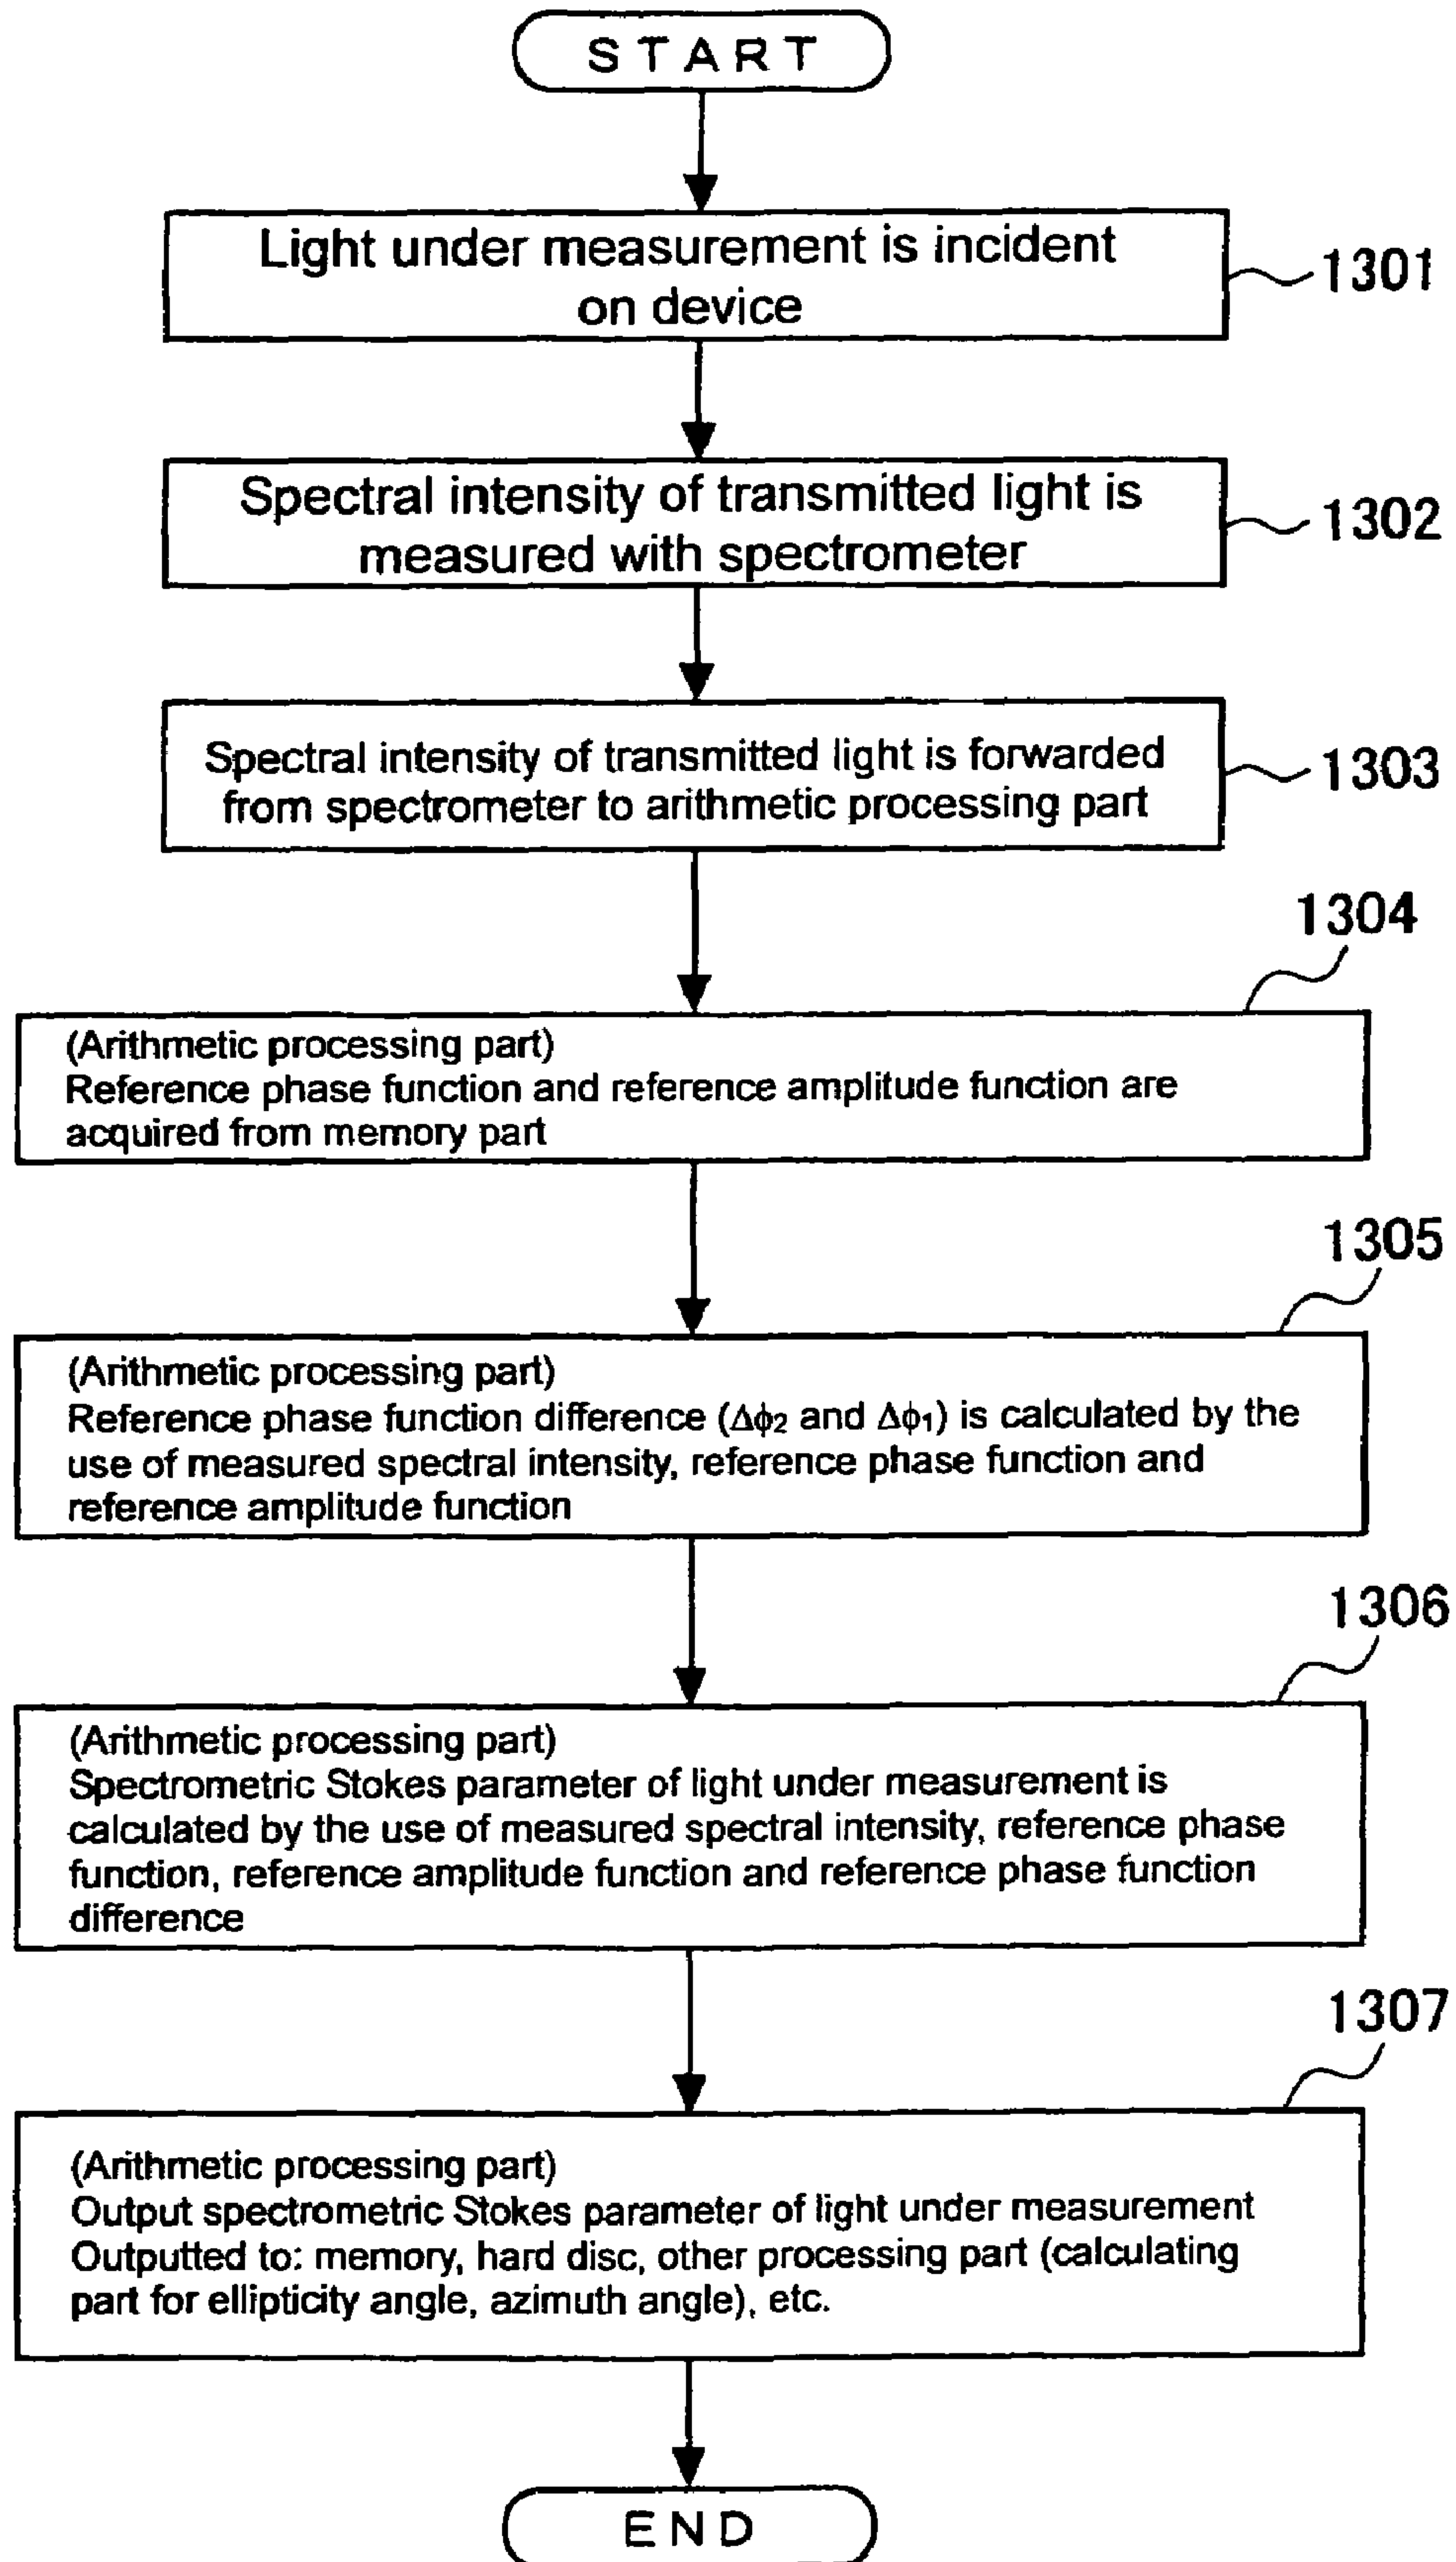 START
Light under measurement is incident
on device
1301
Spectral intensity of transmitted light is
measured with spectrometer
1302
Spectral intensity of transmitted light is forwarded
from spectrometer to arithmetic processing part
1303
1304
(Arithmetic processing part)
Reference phase function and reference amplitude function are
acquired from memory part
1305
(Arithmetic processing part)
Reference phase function difference (Δϕ₂ and Δϕ₁) is calculated by the
use of measured spectral intensity, reference phase function and
reference amplitude function
1306
(Arithmetic processing part)
Spectrometric Stokes parameter of light under measurement is
calculated by the use of measured spectral intensity, reference phase
function, reference amplitude function and reference phase function
difference
1307
(Arithmetic processing part)
Output spectrometric Stokes parameter of light under measurement
Outputted to: memory, hard disc, other processing part (calculating
part for ellipticity angle, azimuth angle), etc.
END